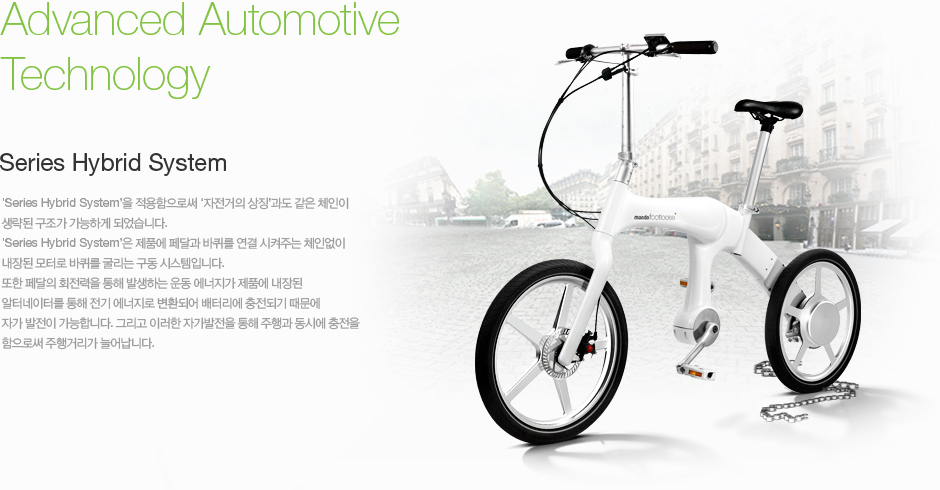 Advanced Automotive
Technology
Series Hybrid System
'Series Hybrid System'을 적용함으로써 '자전거의 상징'과도 같은 체인이
생략된 구조가 가능하게 되었습니다.
'Series Hybrid System'은 제품에 페달과 바퀴를 연결 시켜주는 체인없이
내장된 모터로 바퀴를 굴리는 구동 시스템입니다.
또한 페달의 회전력을 통해 발생하는 운동 에너지가 제품에 내장된
알터네이터를 통해 전기 에너지로 변환되어 배터리에 충전되기 때문에
자가 발전이 가능합니다. 그리고 이러한 자가발전을 통해 주행과 동시에 충전을
함으로써 주행거리가 늘어납니다.
mando footloose